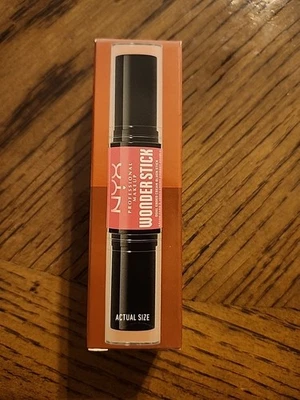 NYX
PROFESSIONAL
MAKEUP
WONDER STICK
ACTUAL SIZE